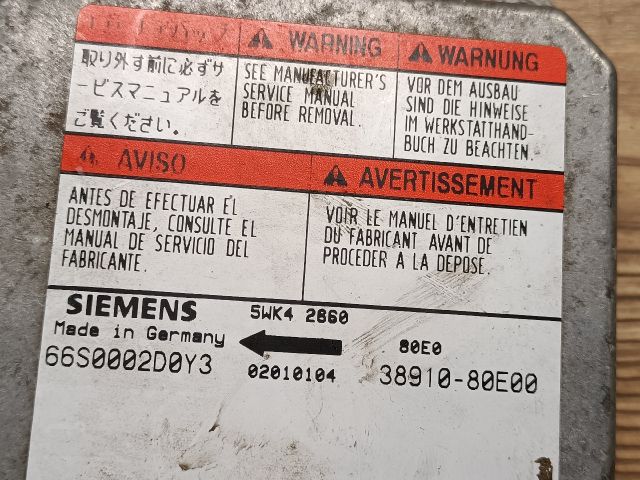 WARNING
WARNUNG
取り外す前に必ずサ
ービスマニュアルを
ご覧ください。
SEE MANUFACTURER'S
SERVICE MANUAL
BEFORE REMOVAL.
VOR DEM AUSBAU
SIND DIE HINWEISE
IM WERKSTATTHAND-
BUCH ZU BEACHTEN.
AVISO
AVERTISSEMENT
ANTES DE EFECTUAR EL
DESMONTAJE, CONSULTE EL
MANUAL DE SERVICIO DEL
FABRICANTE.
VOIR LE MANUEL D'ENTRETIEN
DU FABRICANT AVANT DE
PROCEDER A LA DEPOSE.
SIEMENS
5WK4 2860
Made in Germany
80E0
66S0002D0Y3
02010104
38910-80E00